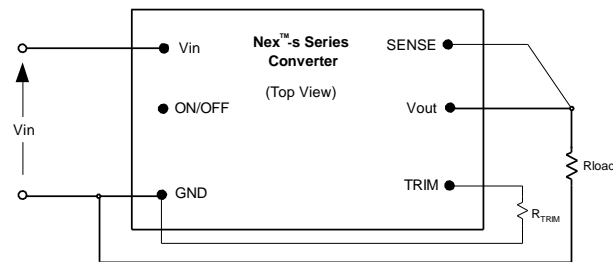 Nex™-s Series
Converter
(Top View)
Vin
ON/OFF
GND
SENSE
Vout
TRIM
Vin
Rload
RTRIM